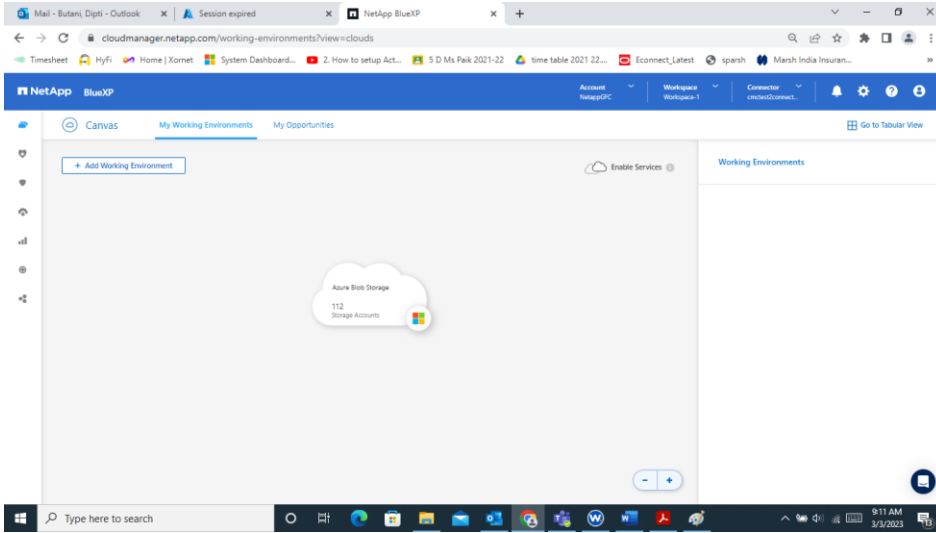 Mail - Butani, Dipti - Outlook
Session expired
NetApp BlueXP
cloudmanager.netapp.com/working-environments?view=clouds
Timesheet HyFi Home | Xornet System Dashboard... 2. How to setup Act... S D Ms Paik 2021-22 time table 2021 22.... Econnect_Latest sparsh Marsh India Insuran...
NetApp BlueXP
Account
NetappGFC
Workspace
Workspace-1
Connector
cmctest2connect...
Canvas My Working Environments My Opportunities Go to Tabular View
+ Add Working Environment
Enable Services
Working Environments
Azure Blob Storage
112
Storage Accounts
Type here to search
9:11 AM
3/3/2023
13